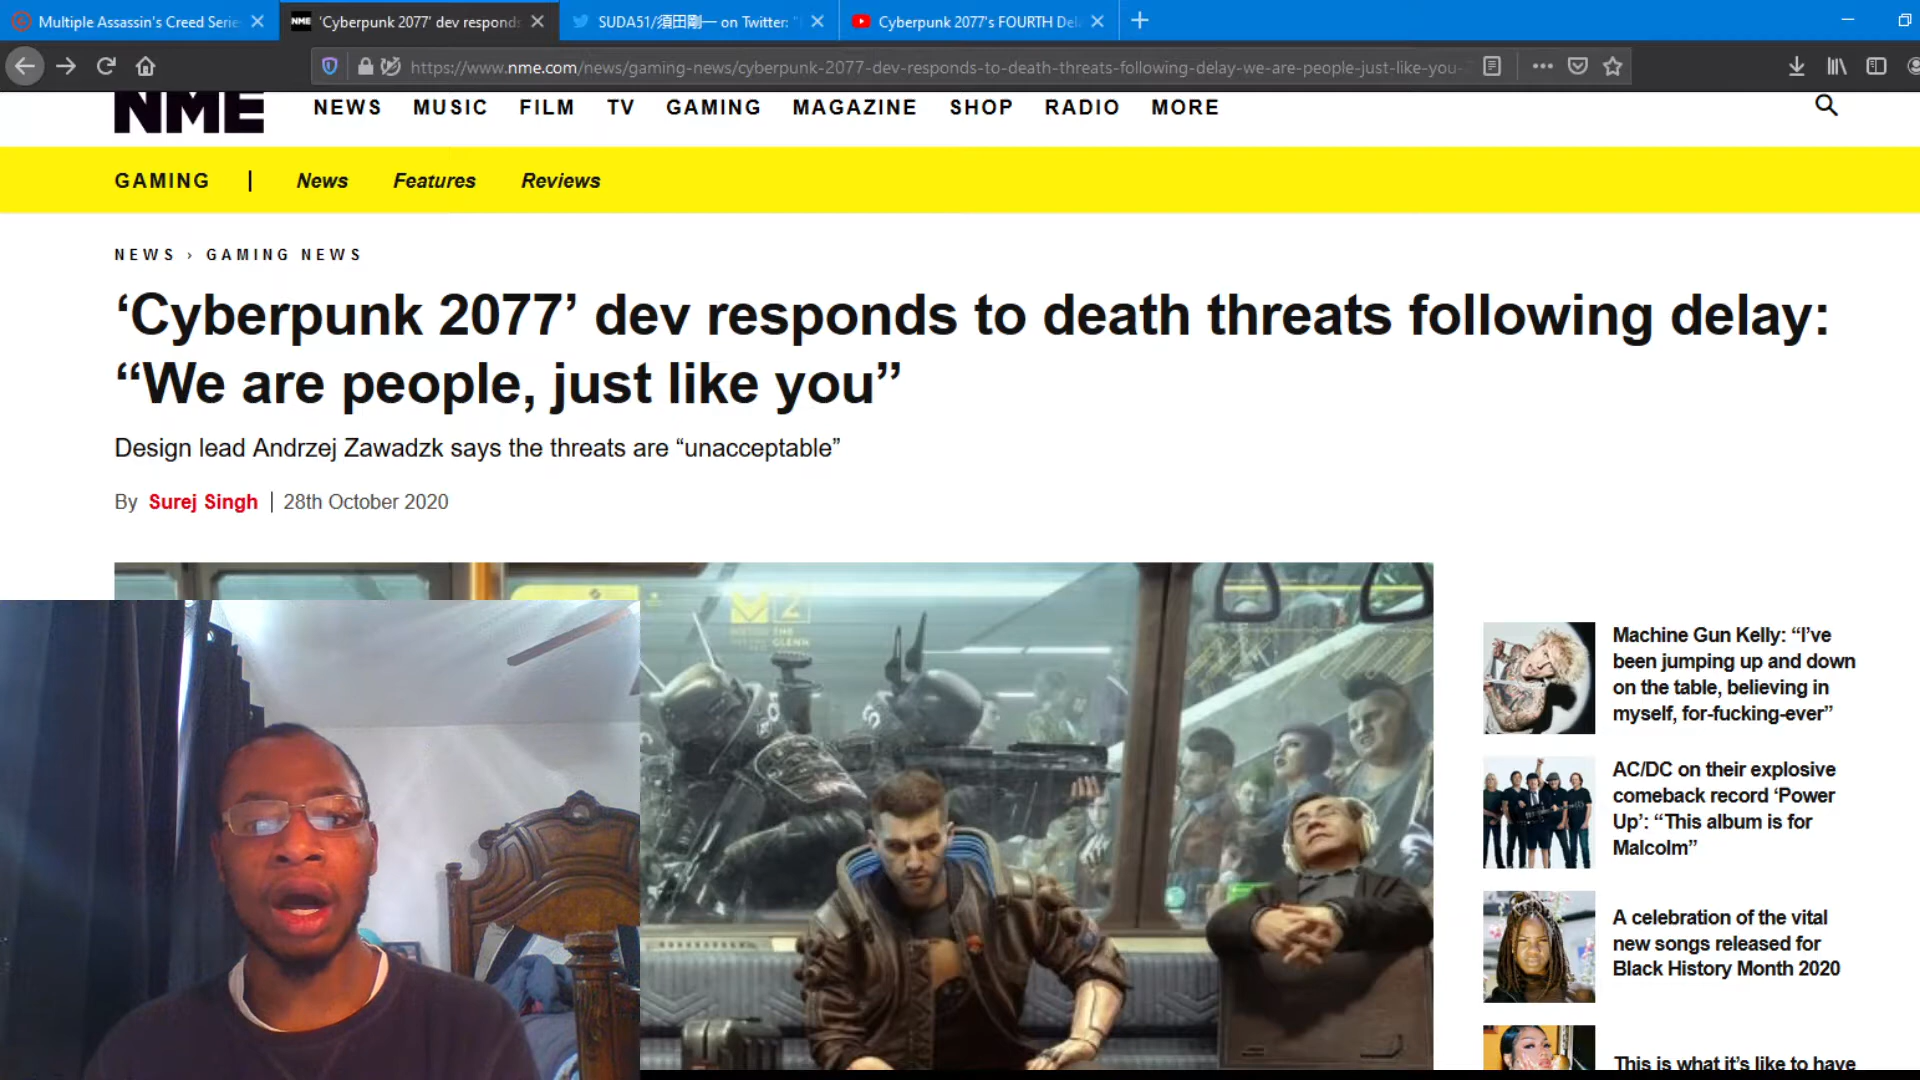 Multiple Assassin's Creed Serie
'Cyberpunk 2077' dev responds
SUDA51/須田剛一 on Twitter: "
Cyberpunk 2077's FOURTH Del
https://www.nme.com/news/gaming-news/cyberpunk-2077-dev-responds-to-death-threats-following-delay-we-are-people-just-like-you-
NME
NEWS MUSIC FILM TV GAMING MAGAZINE SHOP RADIO MORE
GAMING | News Features Reviews
NEWS › GAMING NEWS
‘Cyberpunk 2077’ dev responds to death threats following delay:
“We are people, just like you”
Design lead Andrzej Zawadzk says the threats are “unacceptable”
By Surej Singh | 28th October 2020
Machine Gun Kelly: “I’ve
been jumping up and down
on the table, believing in
myself, for-fucking-ever”
AC/DC on their explosive
comeback record ‘Power
Up’: “This album is for
Malcolm”
A celebration of the vital
new songs released for
Black History Month 2020
This is what it’s like to have